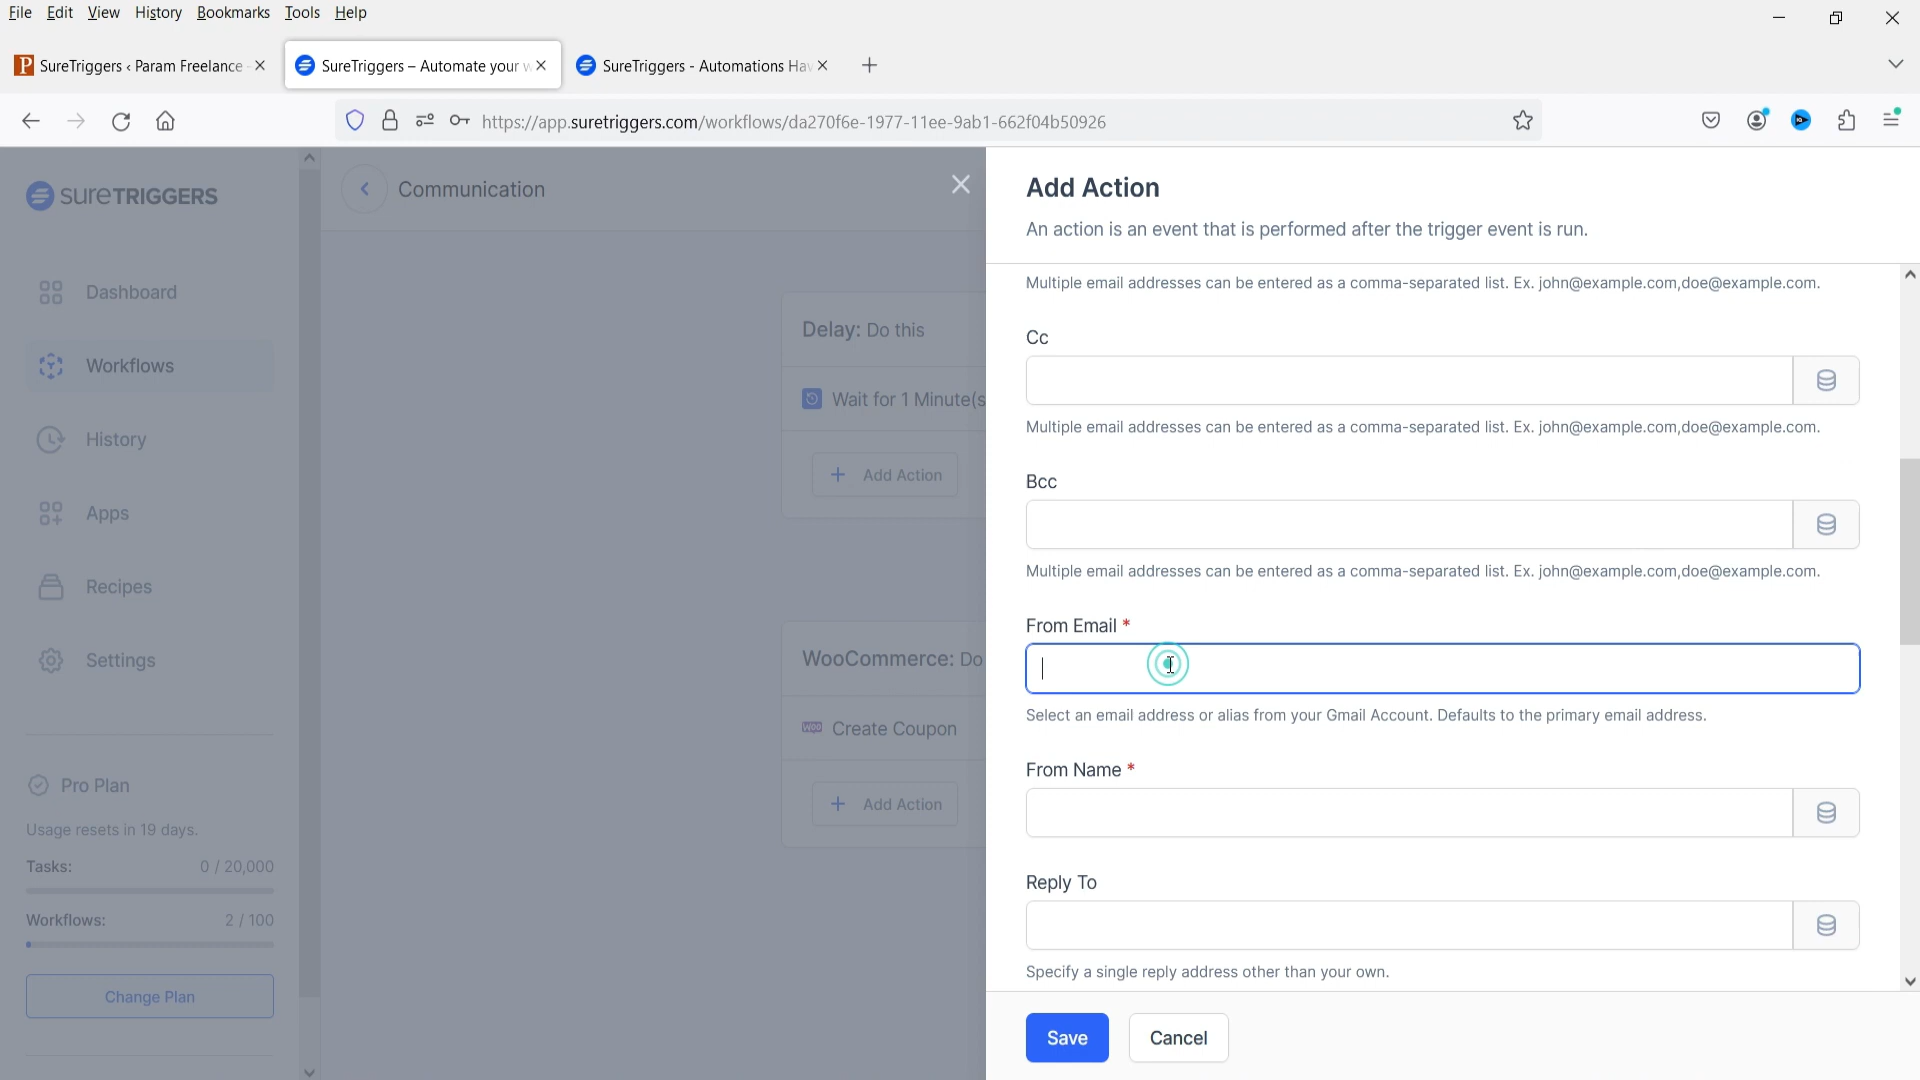 File Edit View History Bookmarks Tools Help
SureTriggers ‹ Param Freelance
SureTriggers – Automate your w
SureTriggers - Automations Hav
https://app.suretriggers.com/workflows/da270f6e-1977-11ee-9ab1-662f04b50926
SURETRIGGERS
Dashboard
Workflows
History
Apps
Recipes
Settings
Pro Plan
Usage resets in 19 days.
Tasks: 0 / 20,000
Workflows: 2 / 100
Change Plan
Communication
Delay: Do this
Wait for 1 Minute(s
+ Add Action
WooCommerce: Do
Woo Create Coupon
+ Add Action
Add Action
An action is an event that is performed after the trigger event is run.
Multiple email addresses can be entered as a comma-separated list. Ex. john@example.com,doe@example.com.
Cc
Multiple email addresses can be entered as a comma-separated list. Ex. john@example.com,doe@example.com.
Bcc
Multiple email addresses can be entered as a comma-separated list. Ex. john@example.com,doe@example.com.
From Email *
Select an email address or alias from your Gmail Account. Defaults to the primary email address.
From Name *
Reply To
Specify a single reply address other than your own.
Save
Cancel